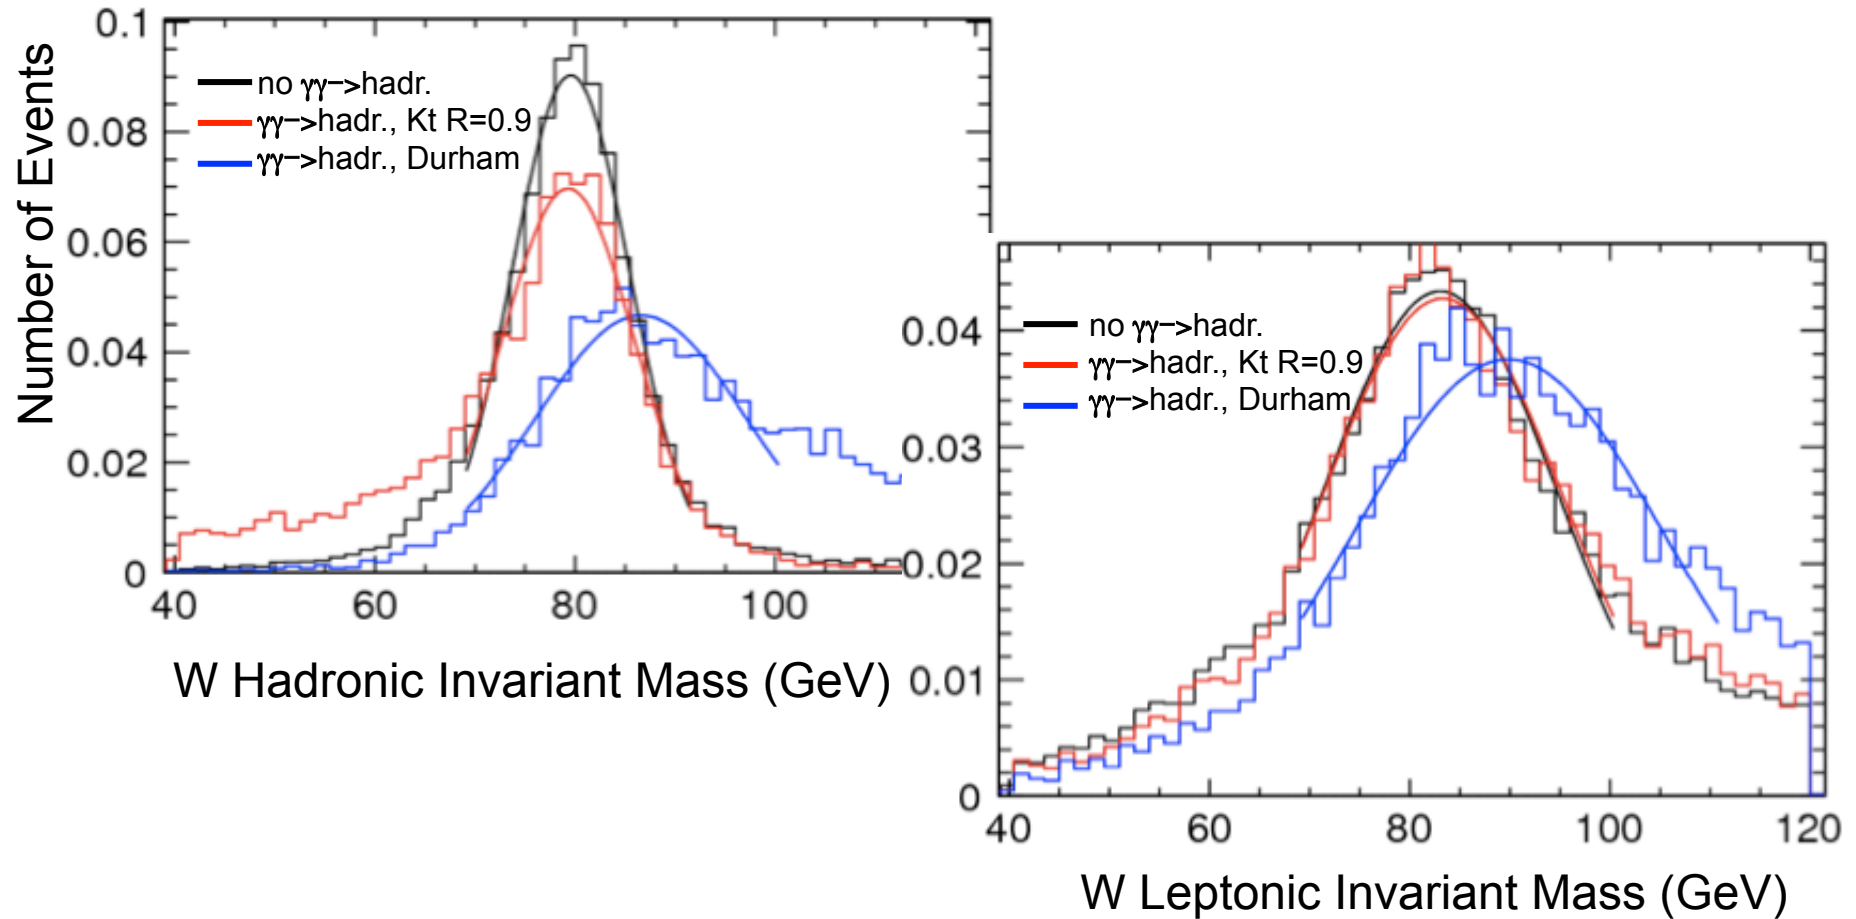 Number of Events
0.1
0.08
0.06
0.04
0.02
0
no γγ->hadr.
γγ->hadr., Kt R=0.9
γγ->hadr., Durham
40 60 80 100
W Hadronic Invariant Mass (GeV)
0.04
0.03
0.02
0.01
0
no γγ->hadr.
γγ->hadr., Kt R=0.9
γγ->hadr., Durham
40 60 80 100 120
W Leptonic Invariant Mass (GeV)